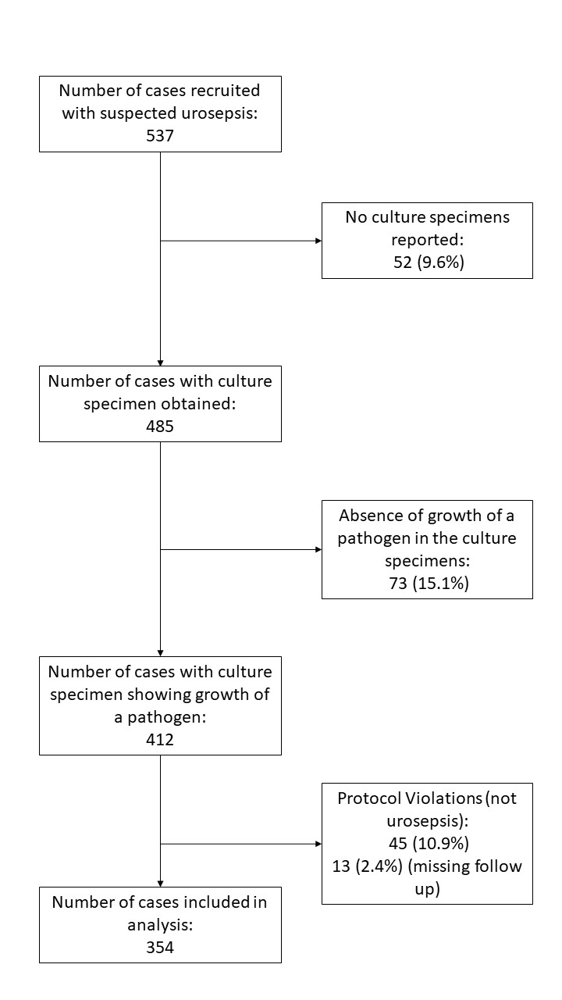 Number of cases recruited
with suspected urosepsis:
537
No culture specimens
reported:
52 (9.6%)
Number of cases with culture
specimen obtained:
485
Absence of growth of a
pathogen in the culture
specimens:
73 (15.1%)
Number of cases with culture
specimen showing growth of
a pathogen:
412
Protocol Violations (not
urosepsis):
45 (10.9%)
13 (2.4%) (missing follow
up)
Number of cases included in
analysis:
354